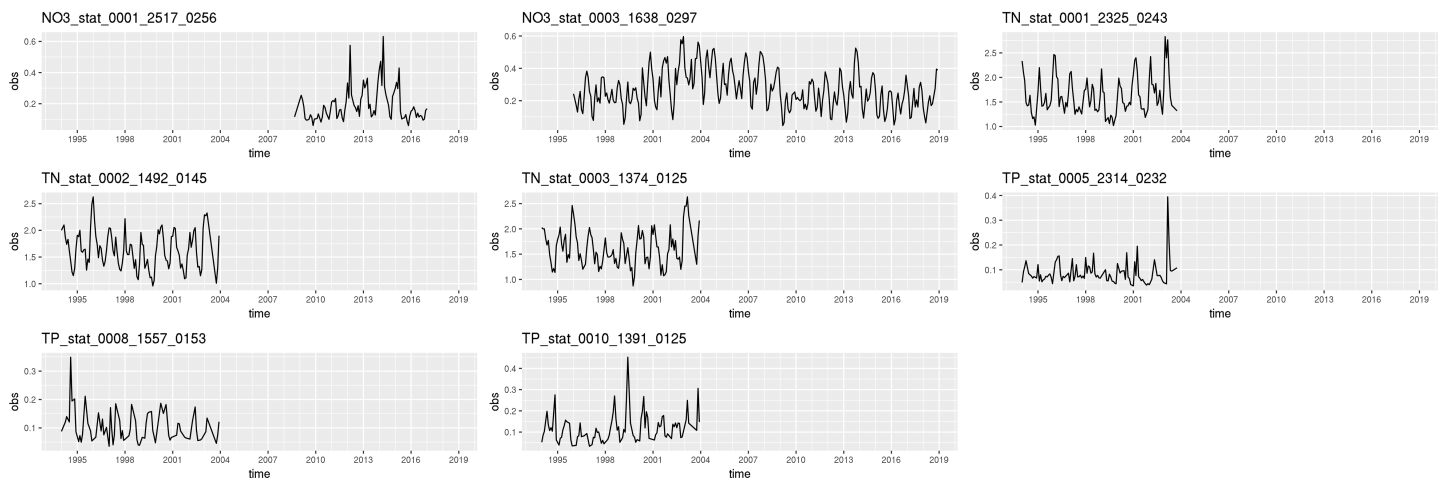 NO3_stat_0001_2517_0256
obs
0.6
0.4
0.2
1995 1998 2001 2004 2007 2010 2013 2016 2019
time
NO3_stat_0003_1638_0297
obs
0.6
0.4
0.2
1995 1998 2001 2004 2007 2010 2013 2016 2019
time
TN_stat_0001_2325_0243
obs
2.5
2.0
1.5
1.0
1995 1998 2001 2004 2007 2010 2013 2016 2019
time
TN_stat_0002_1492_0145
obs
2.5
2.0
1.5
1.0
1995 1998 2001 2004 2007 2010 2013 2016 2019
time
TN_stat_0003_1374_0125
obs
2.5
2.0
1.5
1.0
1995 1998 2001 2004 2007 2010 2013 2016 2019
time
TP_stat_0005_2314_0232
obs
0.4
0.3
0.2
0.1
1995 1998 2001 2004 2007 2010 2013 2016 2019
time
TP_stat_0008_1557_0153
obs
0.3
0.2
0.1
1995 1998 2001 2004 2007 2010 2013 2016 2019
time
TP_stat_0010_1391_0125
obs
0.4
0.3
0.2
0.1
1995 1998 2001 2004 2007 2010 2013 2016 2019
time